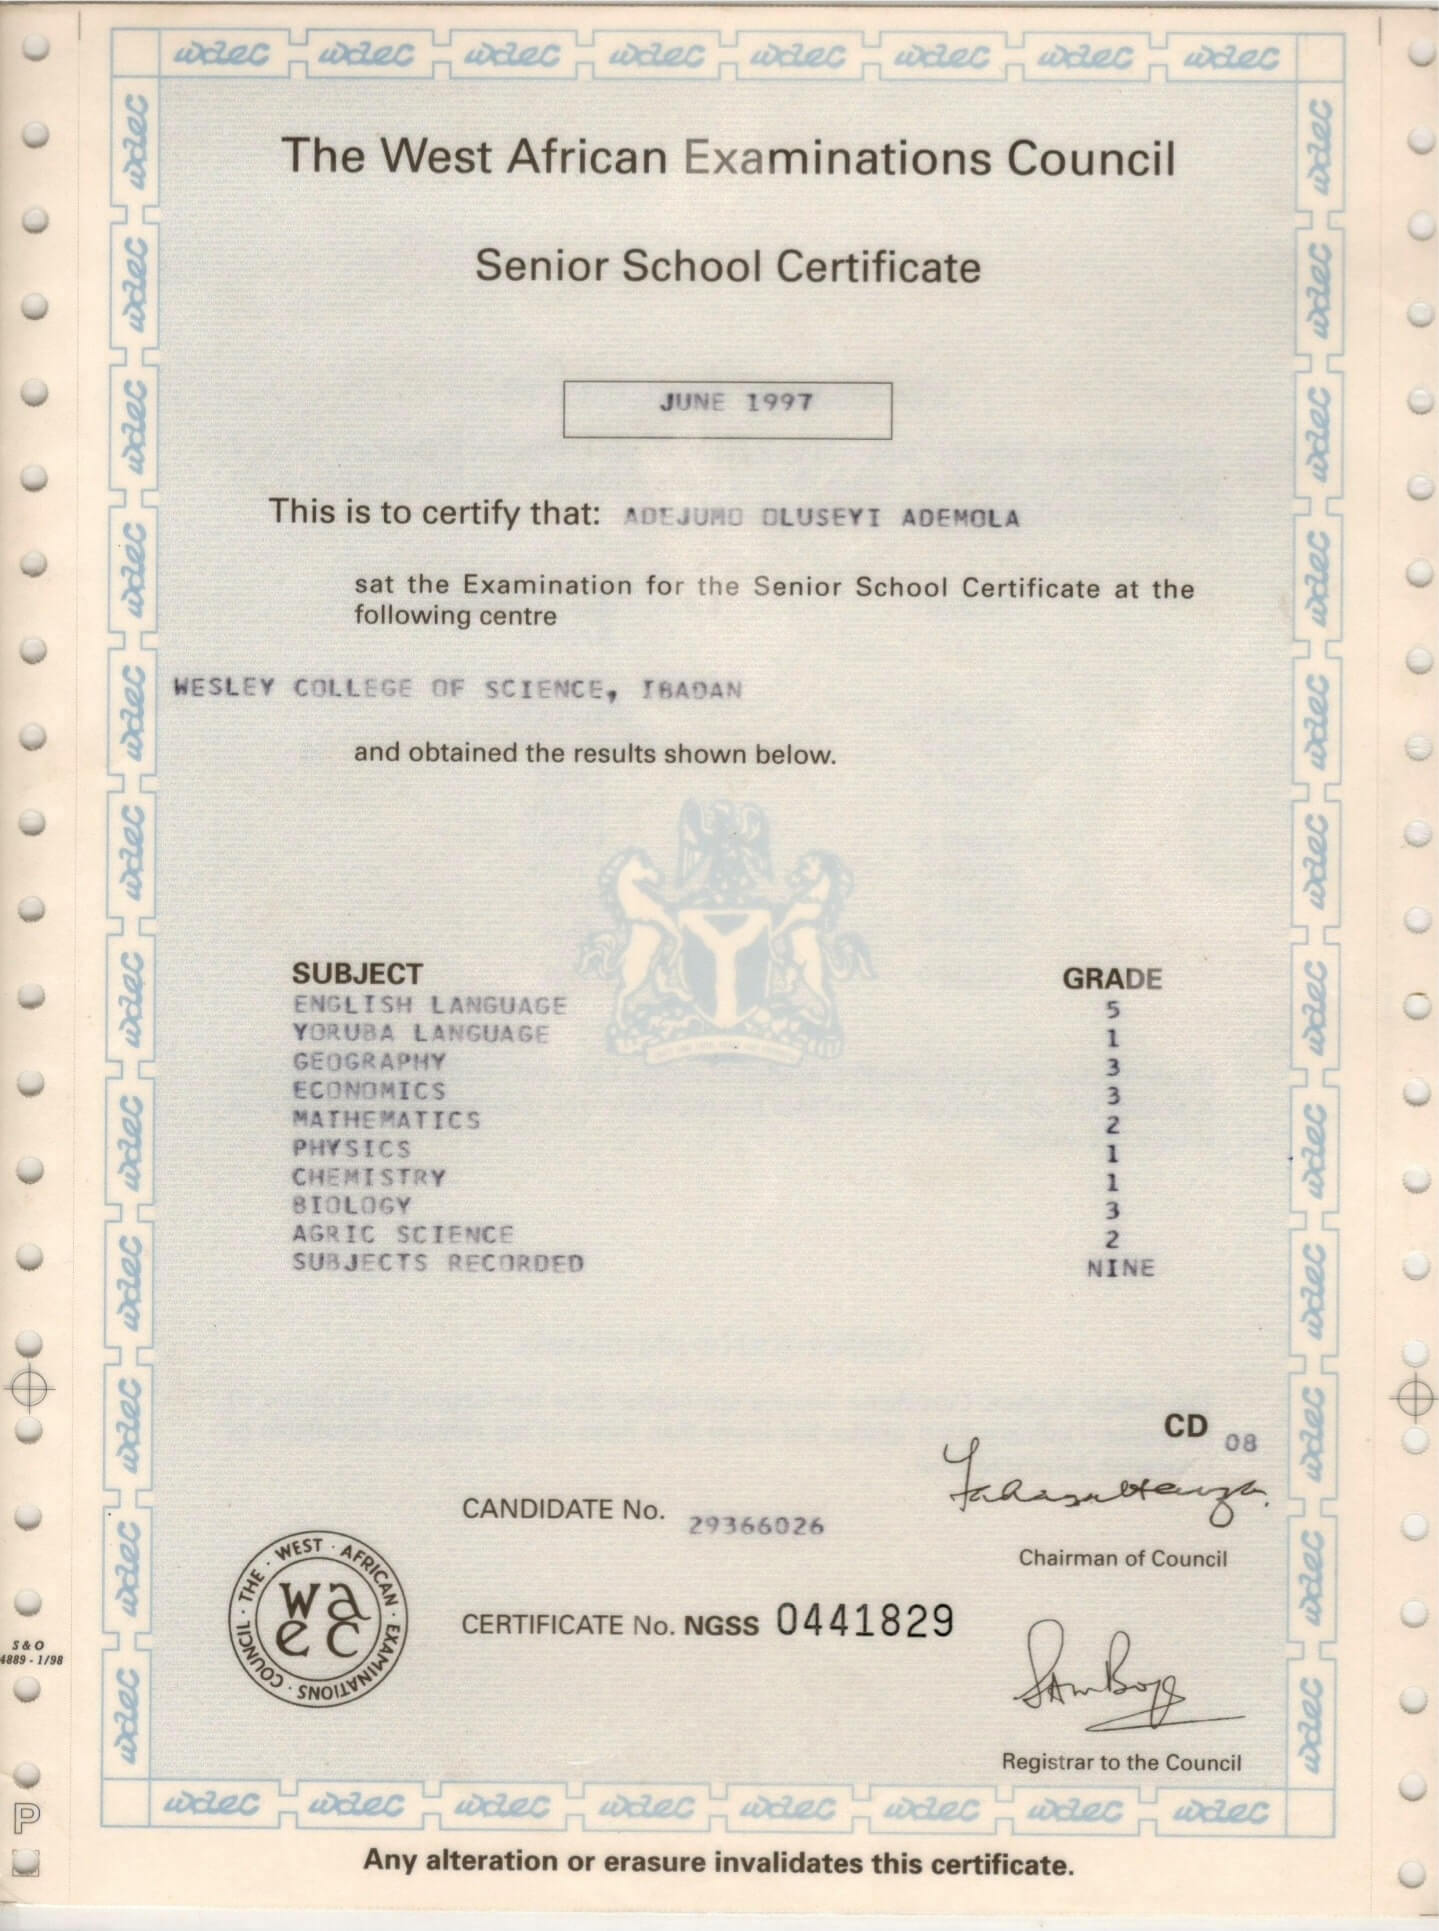 waec waec waec waec waec waec waec waec
The West African Examinations Council
Senior School Certificate
JUNE 1997
This is to certify that: ADEJUMO OLUSEYI ADEMOLA
sat the Examination for the Senior School Certificate at the
following centre
WESLEY COLLEGE OF SCIENCE, IBADAN
and obtained the results shown below.
SUBJECT GRADE
ENGLISH LANGUAGE 5
YORUBA LANGUAGE 1
GEOGRAPHY 3
ECONOMICS 3
MATHEMATICS 2
PHYSICS 1
CHEMISTRY 1
BIOLOGY 3
AGRIC SCIENCE 2
SUBJECTS RECORDED NINE
CD 08
CANDIDATE No. 29366026
Chairman of Council
THE · WEST · AFRICAN · EXAMINATIONS · COUNCIL
wa
ec
CERTIFICATE No. NGSS 0441829
S & O
4889 - 1/98
Registrar to the Council
P
waec waec waec waec waec waec waec waec
Any alteration or erasure invalidates this certificate.